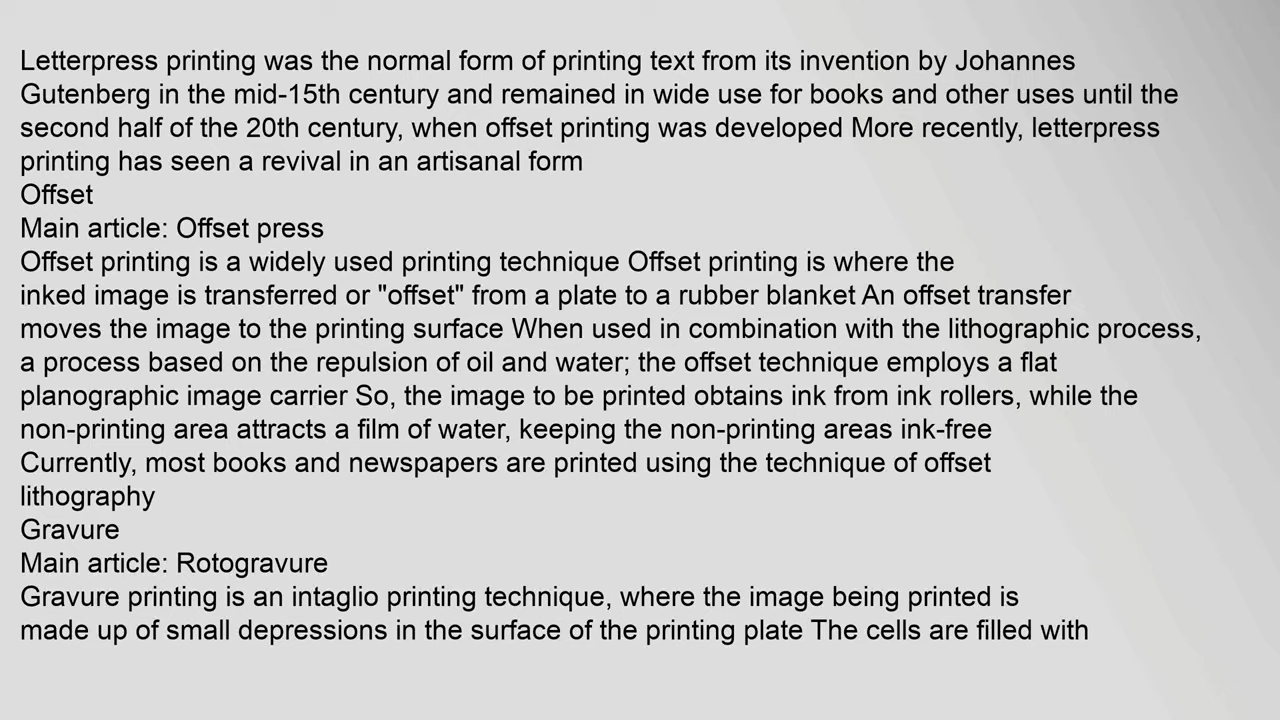 Letterpress printing was the normal form of printing text from its invention by Johannes
Gutenberg in the mid-15th century and remained in wide use for books and other uses until the
second half of the 20th century, when offset printing was developed More recently, letterpress
printing has seen a revival in an artisanal form
Offset
Main article: Offset press
Offset printing is a widely used printing technique Offset printing is where the
inked image is transferred or "offset" from a plate to a rubber blanket An offset transfer
moves the image to the printing surface When used in combination with the lithographic process,
a process based on the repulsion of oil and water; the offset technique employs a flat
planographic image carrier So, the image to be printed obtains ink from ink rollers, while the
non-printing area attracts a film of water, keeping the non-printing areas ink-free
Currently, most books and newspapers are printed using the technique of offset
lithography
Gravure
Main article: Rotogravure
Gravure printing is an intaglio printing technique, where the image being printed is
made up of small depressions in the surface of the printing plate The cells are filled with